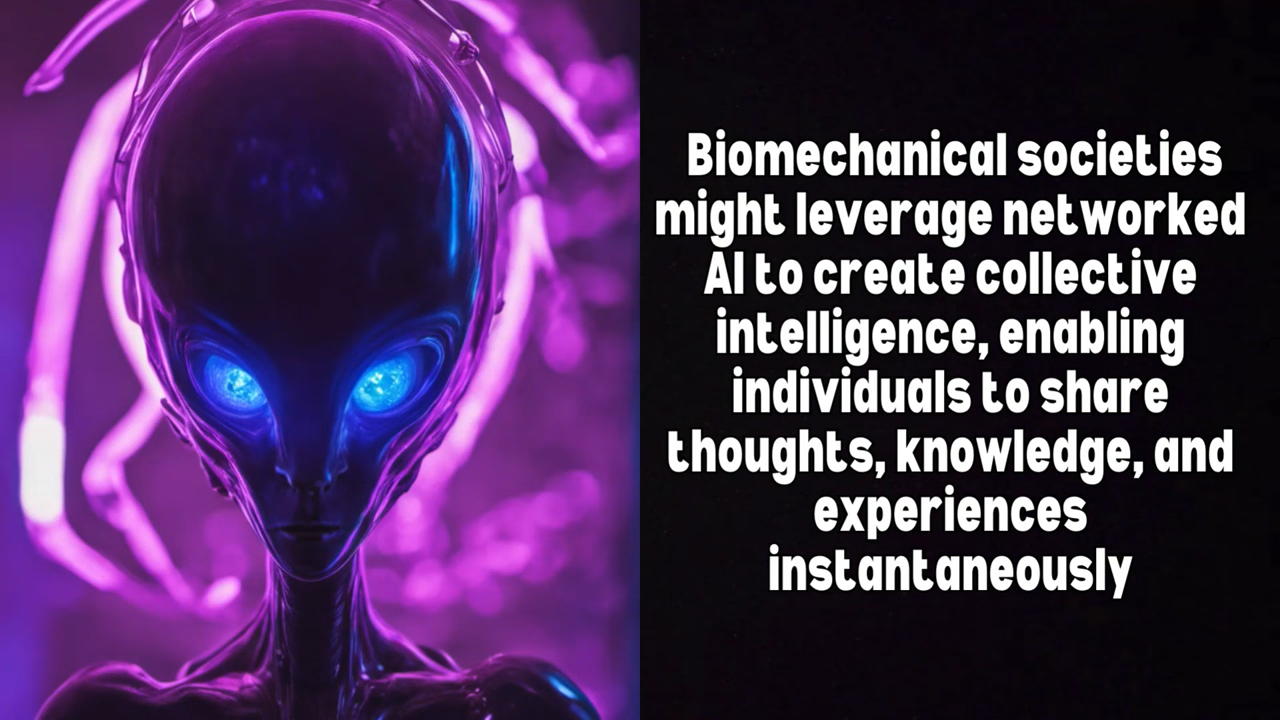 Biomechanical societies
might leverage networked
AI to create collective
intelligence, enabling
individuals to share
thoughts, knowledge, and
experiences
instantaneously